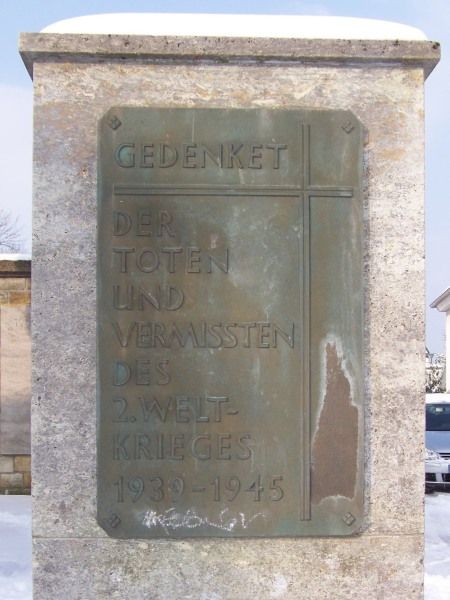 GEDENKET
DER
TOTEN
UND
VERMISSTEN
DES
2. WELT-
KRIEGES
1939-1945